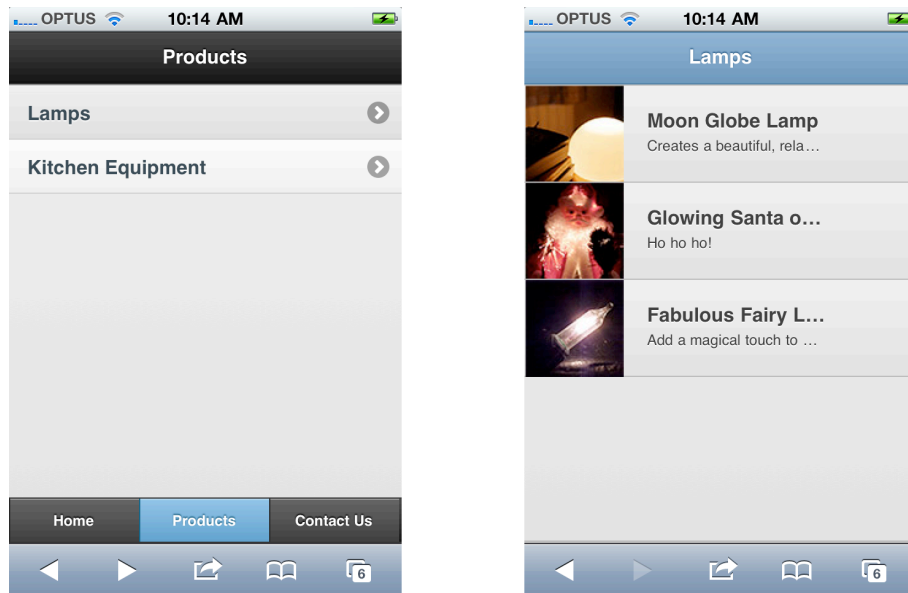 OPTUS 10:14 AM
Products
Lamps
Kitchen Equipment
Home Products Contact Us
6
OPTUS 10:14 AM
Lamps
Moon Globe Lamp
Creates a beautiful, rela…
Glowing Santa o…
Ho ho ho!
Fabulous Fairy L…
Add a magical touch to …
6